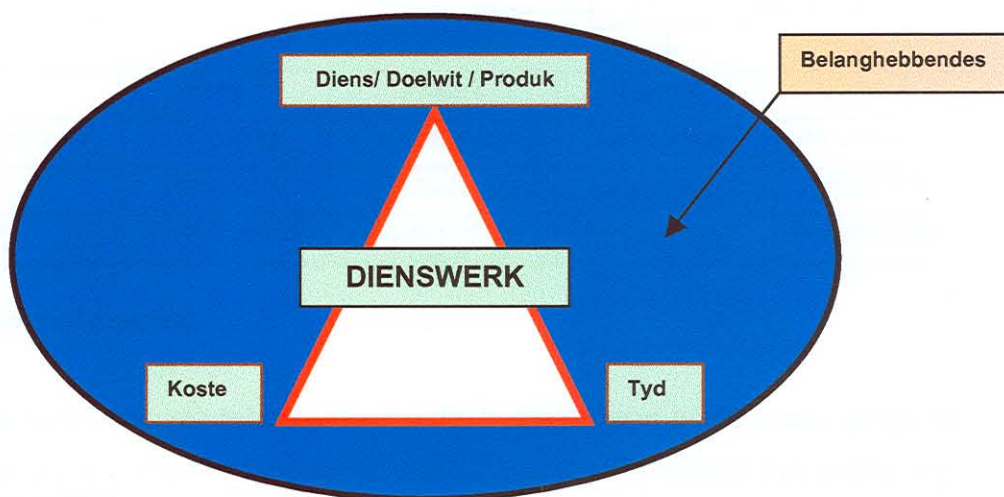 Diens/ Doelwit / Produk
Belanghebbendes
DIENSWERK
Koste
Tyd